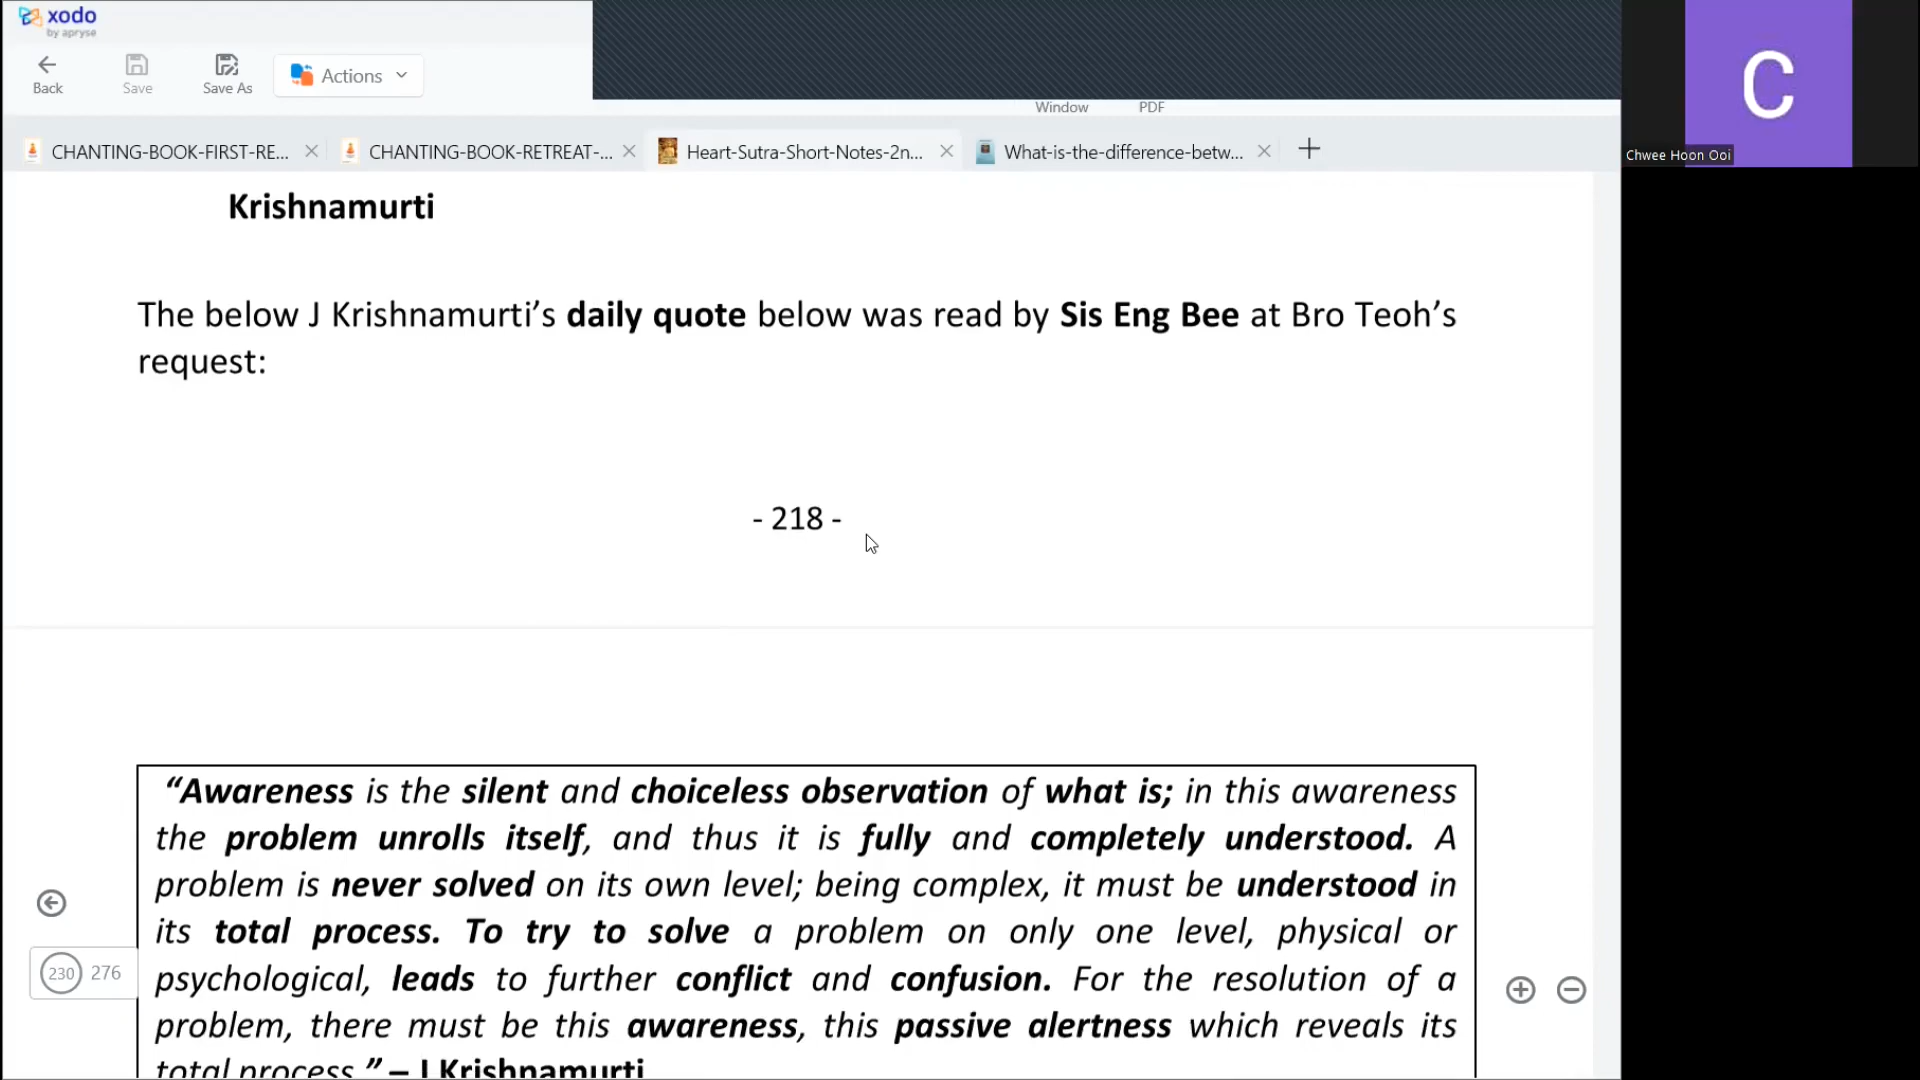 xodo
by apryse
Back
Save
Save As
Actions
Window
PDF
CHANTING-BOOK-FIRST-RE...
CHANTING-BOOK-RETREAT-...
Heart-Sutra-Short-Notes-2n...
What-is-the-difference-betw...
C
Chwee Hoon Ooi
Krishnamurti
The below J Krishnamurti’s daily quote below was read by Sis Eng Bee at Bro Teoh’s
request:
- 218 -
“Awareness is the silent and choiceless observation of what is; in this awareness
the problem unrolls itself, and thus it is fully and completely understood. A
problem is never solved on its own level; being complex, it must be understood in
its total process. To try to solve a problem on only one level, physical or
psychological, leads to further conflict and confusion. For the resolution of a
problem, there must be this awareness, this passive alertness which reveals its
total process.” – J Krishnamurti
230 276